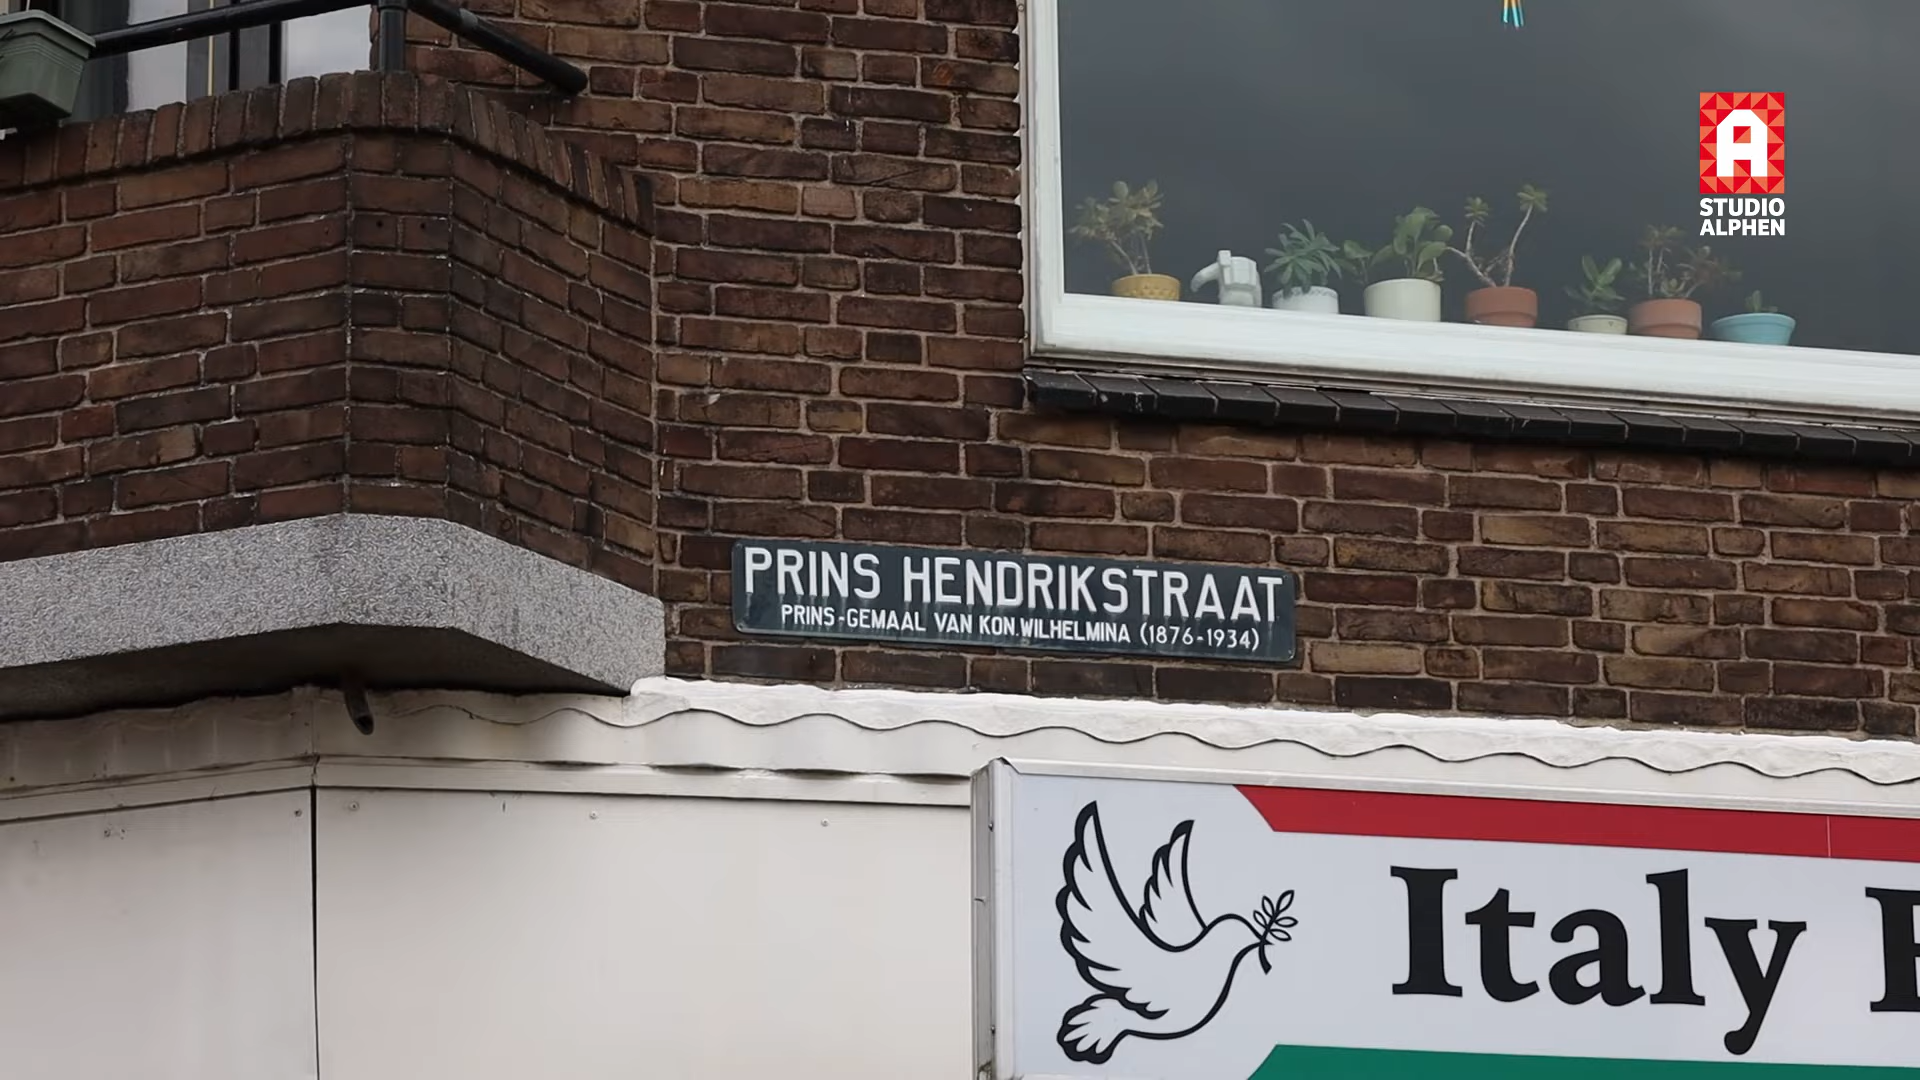 STUDIO
ALPHEN
PRINS HENDRIKSTRAAT
PRINS-GEMAAL VAN KON.WILHELMINA (1876-1934)
Italy